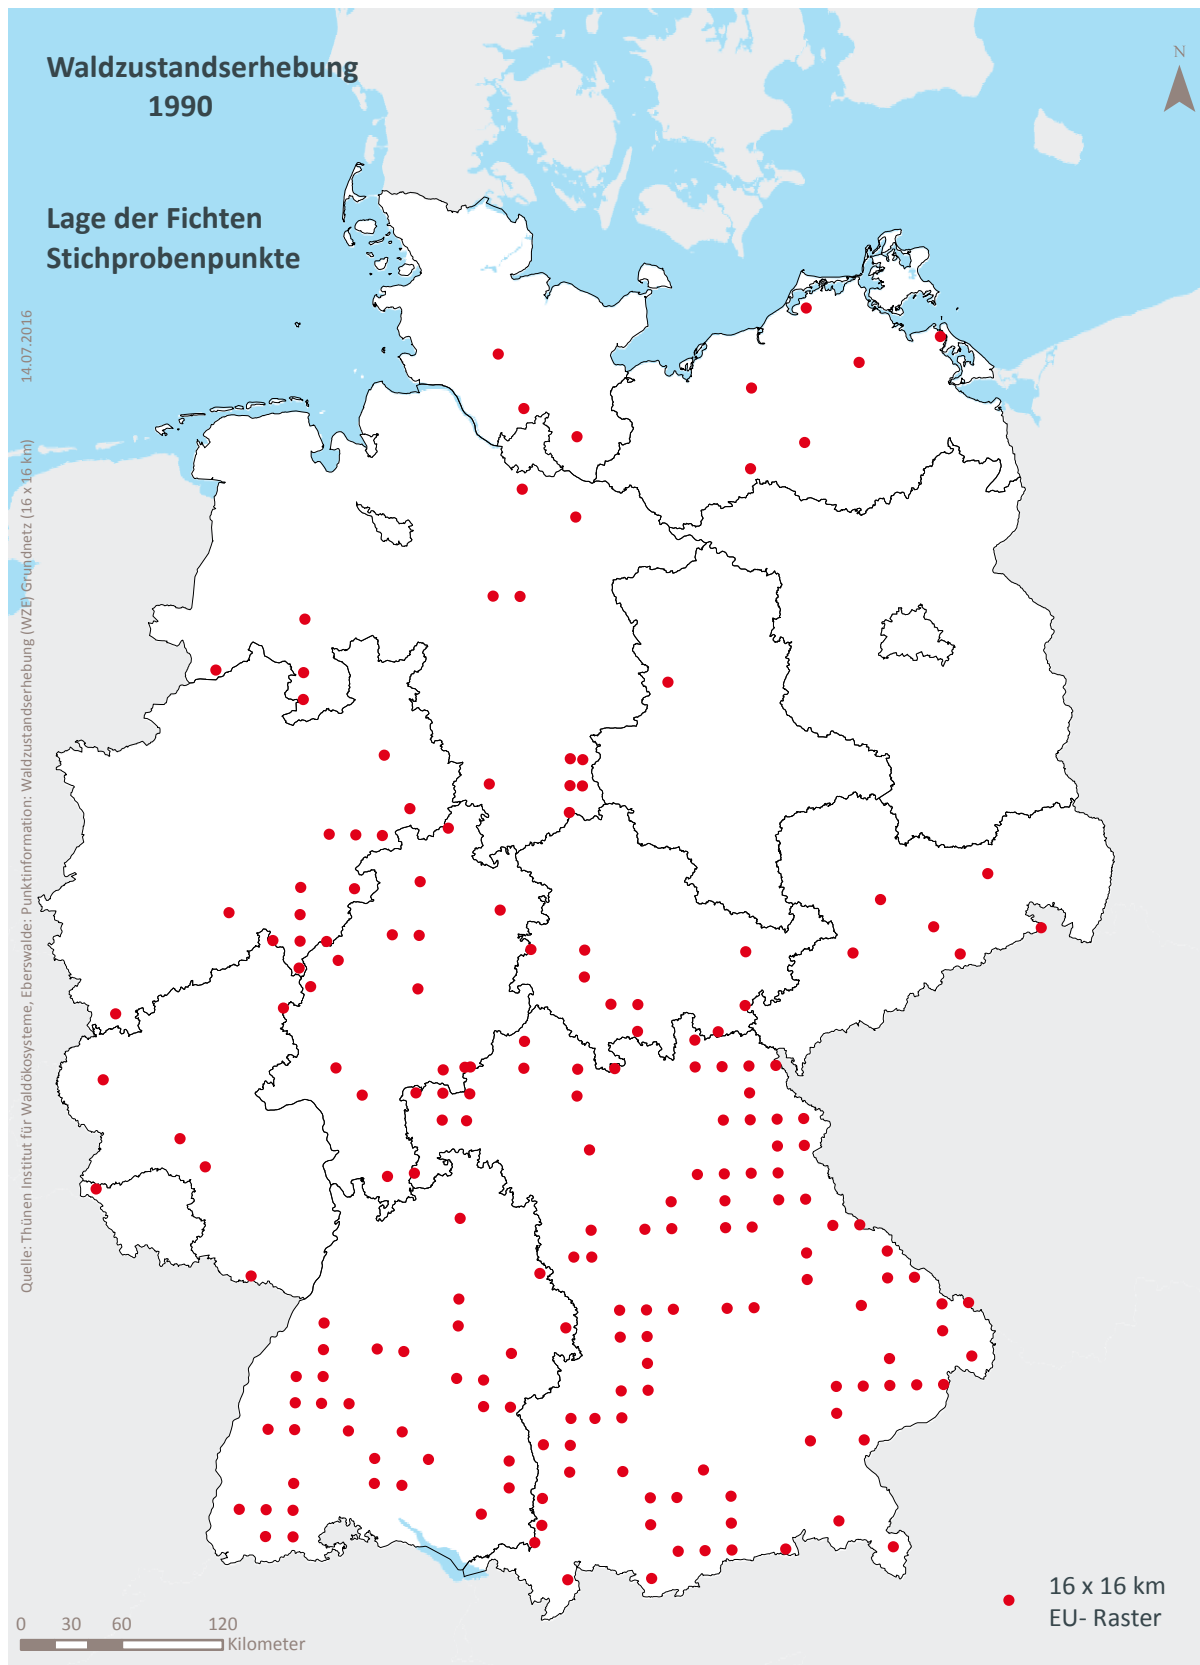 Waldzustandserhebung
1990
N
Lage der Fichten
Stichprobenpunkte
Quelle: Thünen Institut für Waldökosysteme, Eberswalde: Punktinformation: Waldzustandserhebung (WZE) Grundnetz (16 x 16 km) 14.07.2016
16 x 16 km
EU- Raster
0 30 60 120
Kilometer